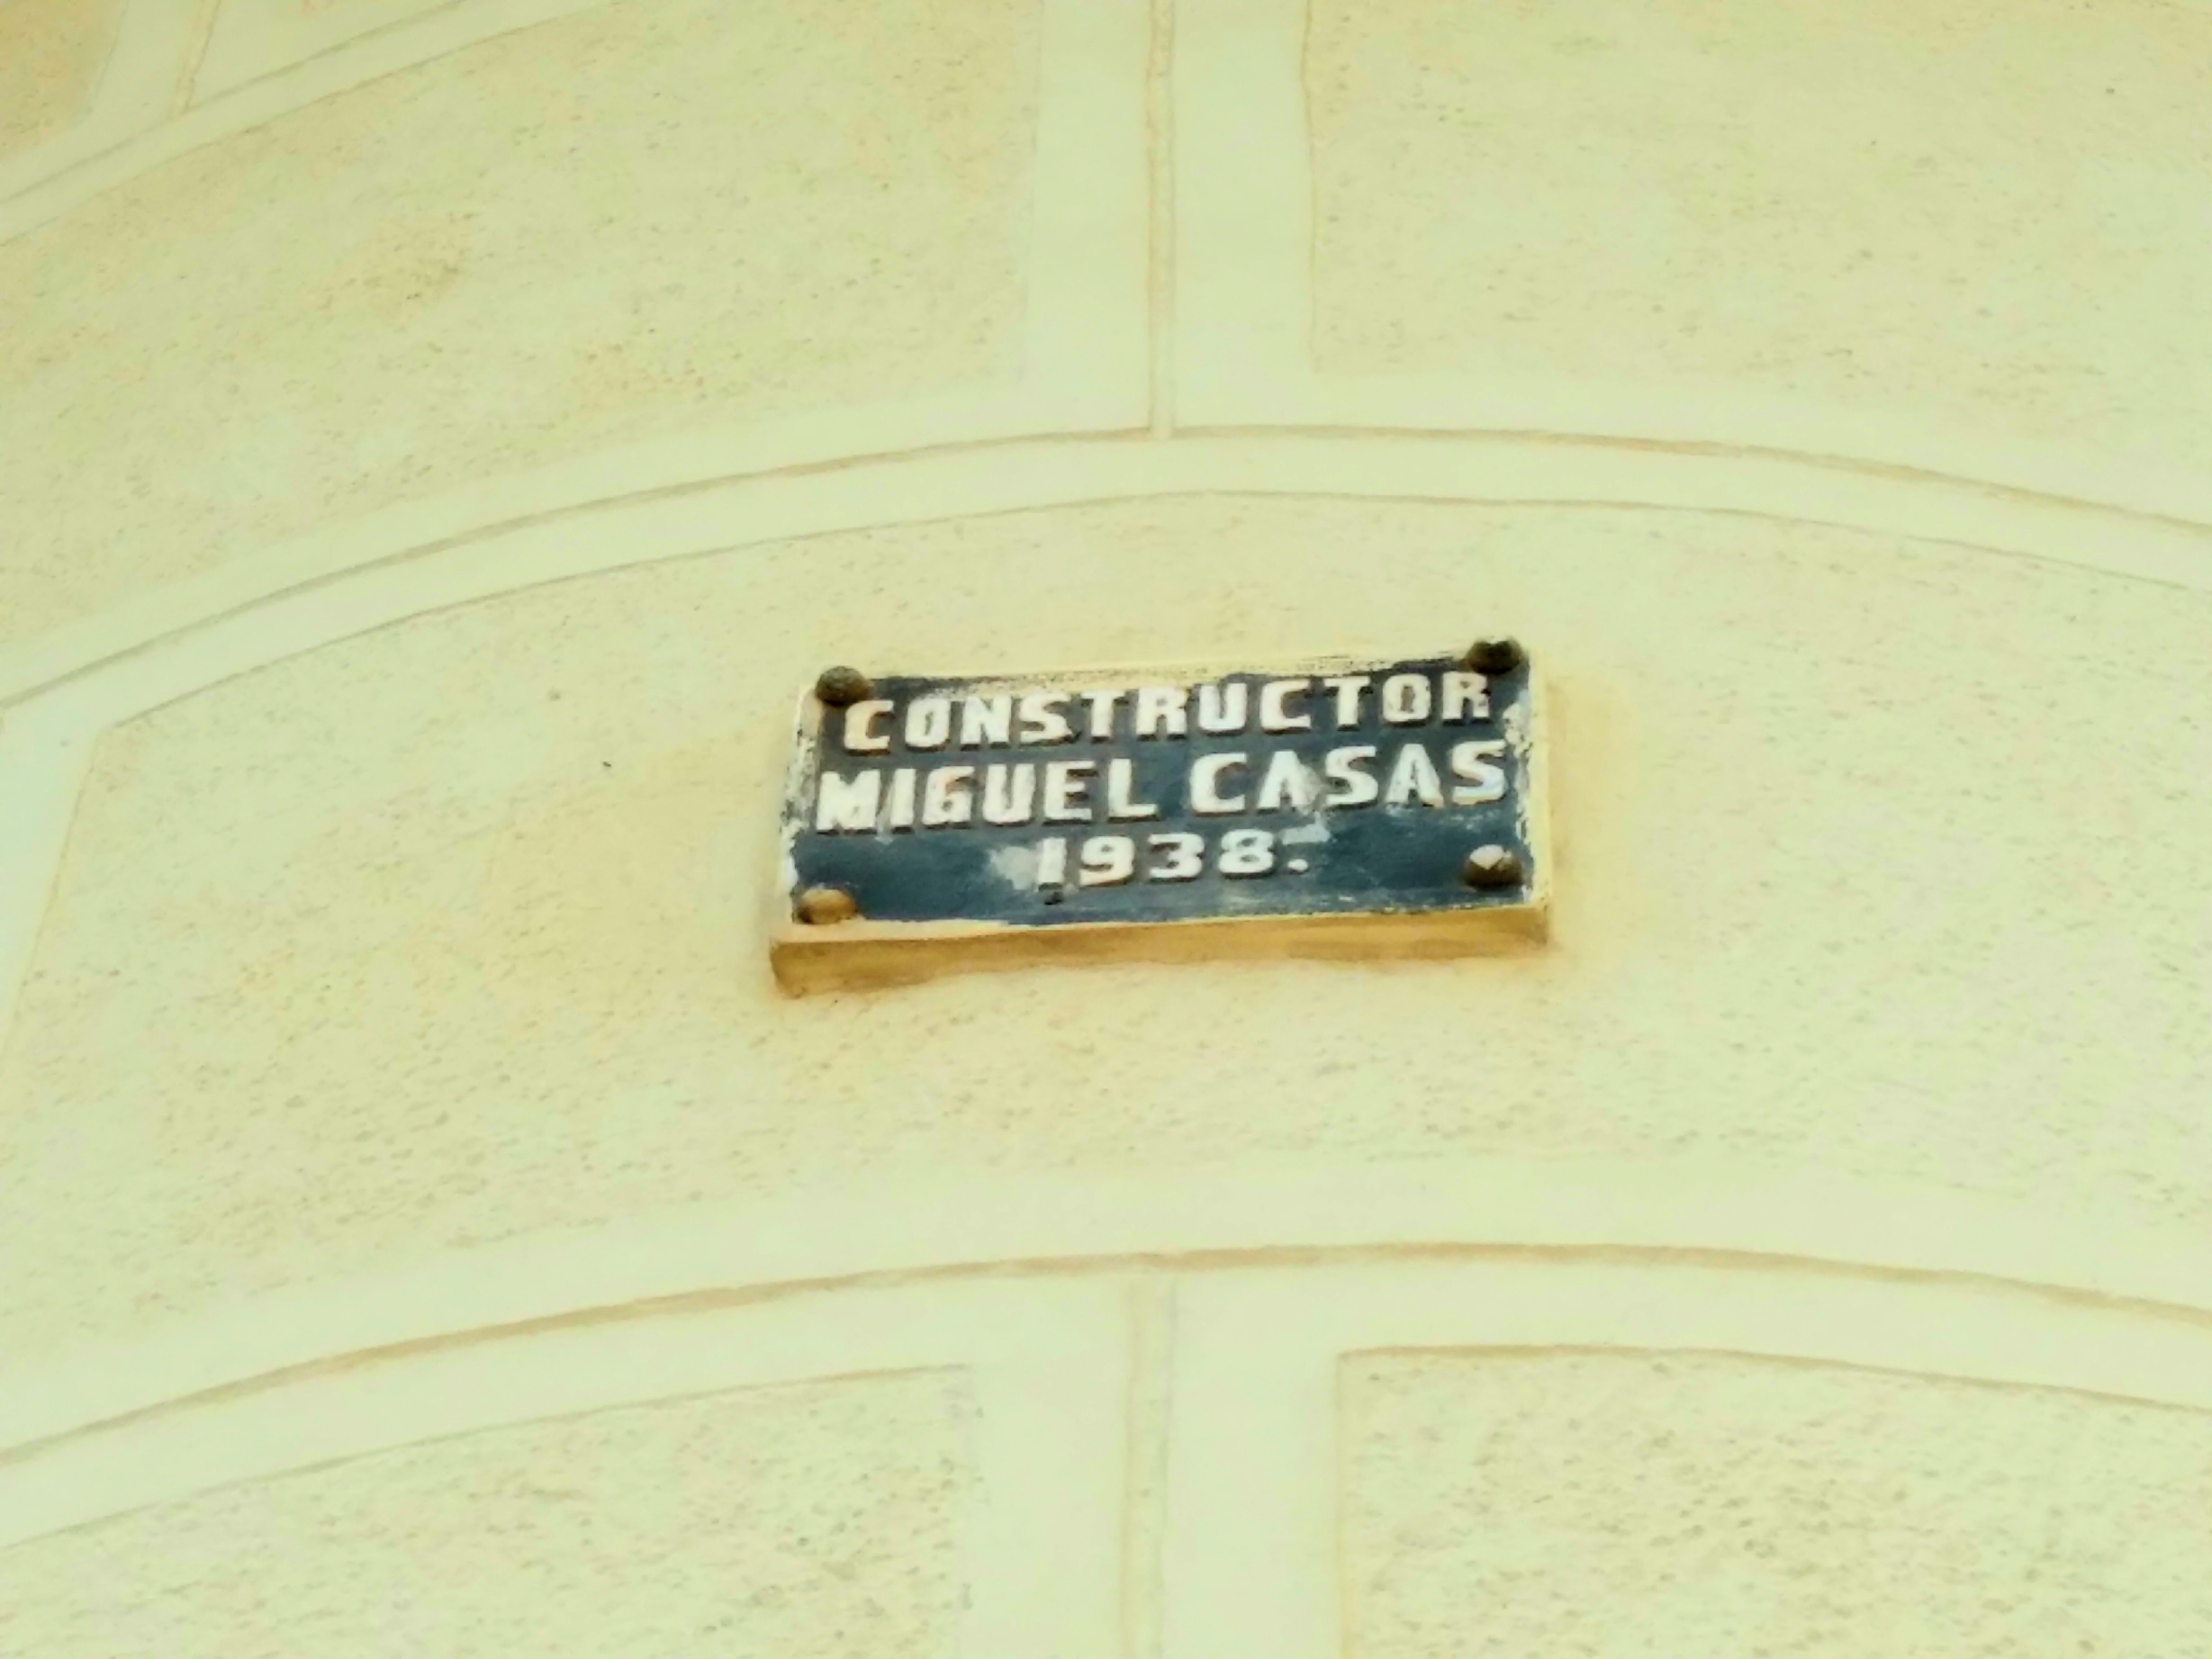 CONSTRUCTOR
MIGUEL CASAS
1938.